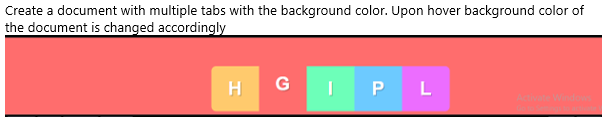 Create a document with multiple tabs with the background color. Upon hover background color of
the document is changed accordingly
H G I P L